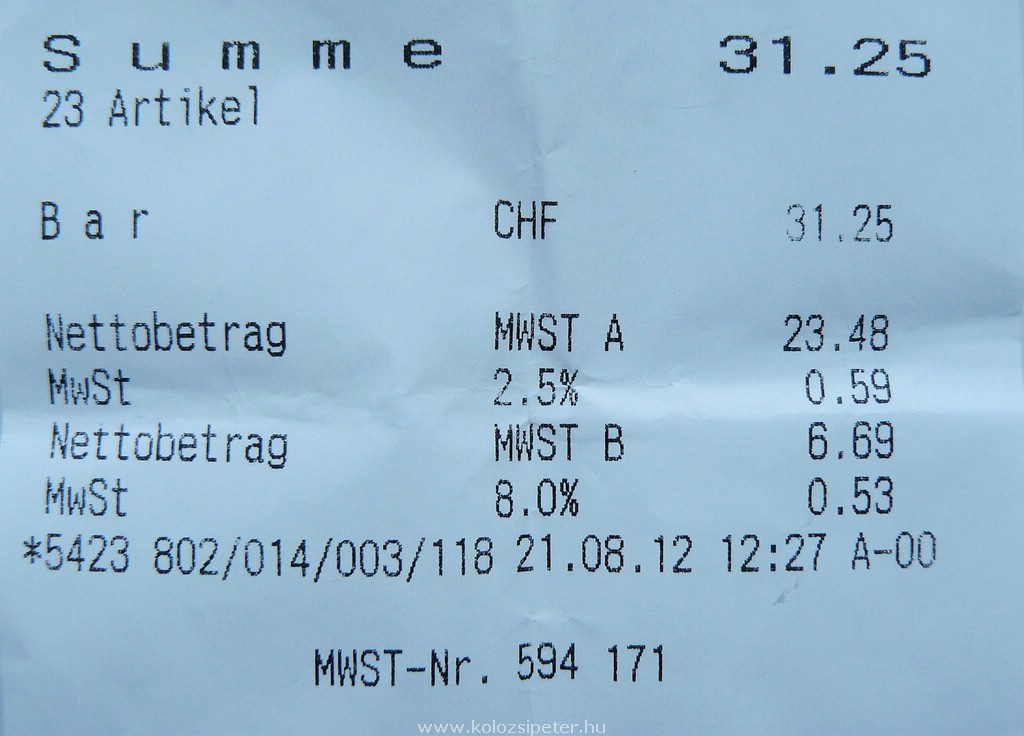 Summe 31.25
23 Artikel
Bar CHF 31.25
Nettobetrag MWST A 23.48
MwSt 2.5% 0.59
Nettobetrag MWST B 6.69
MwSt 8.0% 0.53
*5423 802/014/003/118 21.08.12 12:27 A-00
MWST-Nr. 594 171
www.kolozsipeter.hu